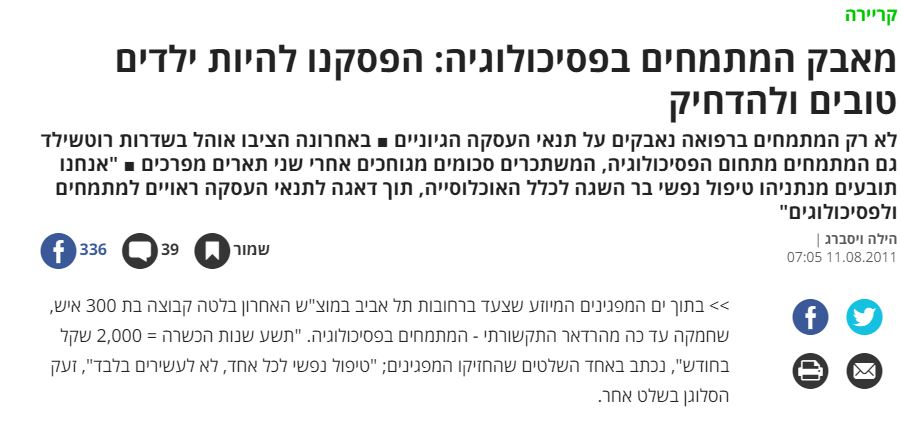 קריירה
מאבק המתמחים בפסיכולוגיה: הפסקנו להיות ילדים
טובים ולהדחיק
לא רק המתמחים ברפואה נאבקים על תנאי העסקה הגיוניים ■ באחרונה הציבו אוהל בשדרות רוטשילד
גם המתמחים מתחום הפסיכולוגיה, המשתכרים סכומים מגוחכים אחרי שני תארים מפרכים ■ "אנחנו
תובעים מנתניהו טיפול נפשי בר השגה לכלל האוכלוסייה, תוך דאגה לתנאי העסקה ראויים למתמחים
ולפסיכולוגים"
הילה ויסברג |
11.08.2011 07:05
שמור 39 336
>> בתוך ים המפגינים המיוזע שצעד ברחובות תל אביב במוצ"ש האחרון בלטה קבוצה בת 300 איש,
שחמקה עד כה מהרדאר התקשורתי - המתמחים בפסיכולוגיה. "תשע שנות הכשרה = 2,000 שקל
בחודש", נכתב באחד השלטים שהחזיקו המפגינים; "טיפול נפשי לכל אחד, לא לעשירים בלבד", זעק
הסלוגן בשלט אחר.